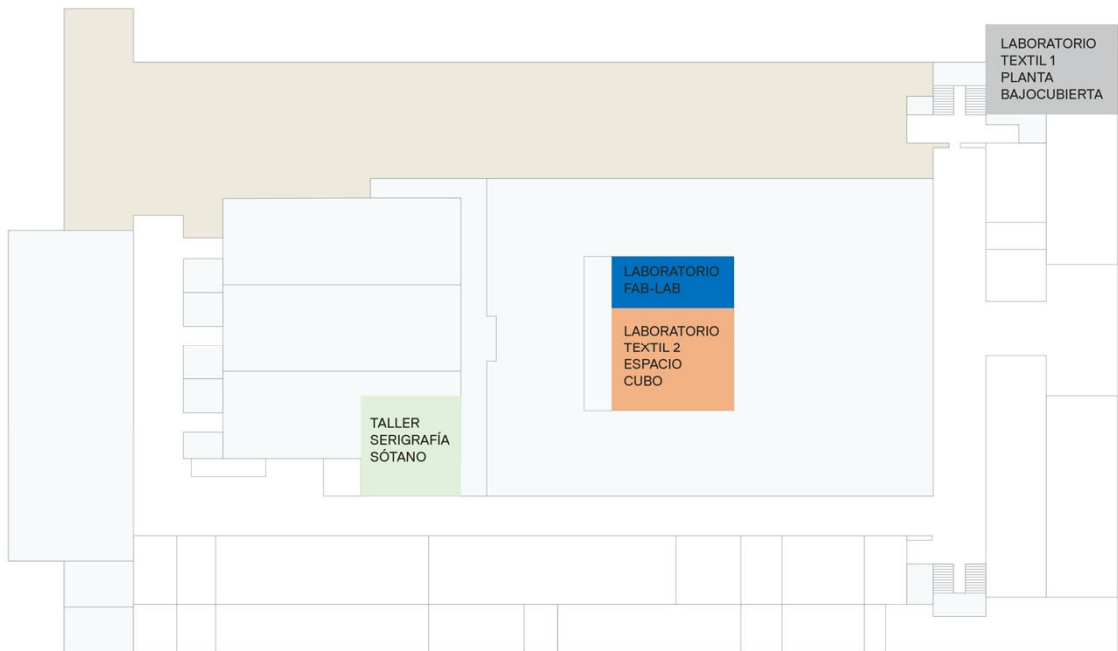 LABORATORIO
TEXTIL 1
PLANTA
BAJOCUBIERTA
LABORATORIO
FAB-LAB
LABORATORIO
TEXTIL 2
ESPACIO
CUBO
TALLER
SERIGRAFÍA
SÓTANO